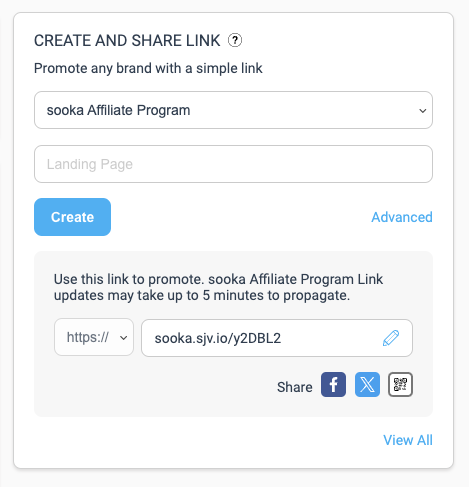 CREATE AND SHARE LINK ?
Promote any brand with a simple link
sooka Affiliate Program
Landing Page
Create
Advanced
Use this link to promote. sooka Affiliate Program Link
updates may take up to 5 minutes to propagate.
https://
sooka.sjv.io/y2DBL2
Share
View All